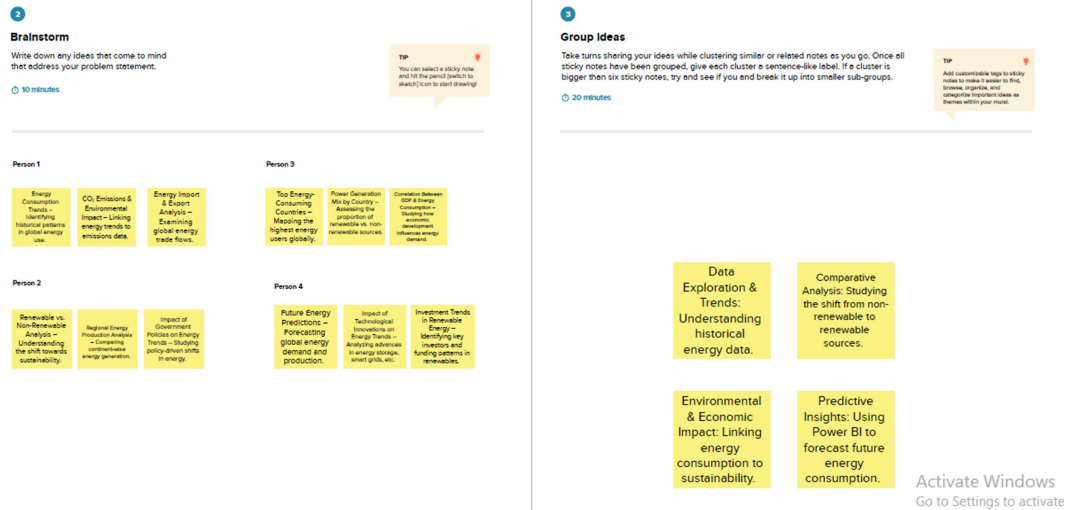 2
Brainstorm
Write down any ideas that come to mind
that address your problem statement.
10 minutes
TIP
You can select a sticky note
and hit the pencil [switch to
sketch] icon to start drawing!
Person 1
Energy
Consumption
Trends –
Identifying
historical patterns
in global energy
use.
CO₂ Emissions &
Environmental
Impact – Linking
energy trends to
emissions data.
Energy Import
& Export
Analysis –
Examining
global energy
trade flows.
Person 3
Top Energy-
Consuming
Countries –
Mapping the
highest energy
users globally.
Power Generation
Mix by Country –
Assessing the
proportion of
renewable vs. non-
renewable sources.
Correlation Between
GDP & Energy
Consumption –
Studying how
economic
development
influences energy
demand.
Person 2
Renewable vs.
Non-Renewable
Analysis –
Understanding
the shift towards
sustainability.
Regional Energy
Production Analysis
– Comparing
continent-wise
energy generation.
Impact of
Government
Policies on Energy
Trends – Studying
policy-driven shifts
in energy.
Person 4
Future Energy
Predictions –
Forecasting
global energy
demand and
production.
Impact of
Technological
Innovations on
Energy Trends –
Analyzing advances
in energy storage,
smart grids, etc.
Investment Trends
in Renewable
Energy –
Identifying key
investors and
funding patterns in
renewables.
3
Group ideas
Take turns sharing your ideas while clustering similar or related notes as you go. Once all
sticky notes have been grouped, give each cluster a sentence-like label. If a cluster is
bigger than six sticky notes, try and see if you and break it up into smaller sub-groups.
20 minutes
TIP
Add customizable tags to sticky
notes to make it easier to find,
browse, organize, and
categorize important ideas as
themes within your mural.
Data
Exploration &
Trends:
Understanding
historical
energy data.
Comparative
Analysis: Studying
the shift from non-
renewable to
renewable
sources.
Environmental
& Economic
Impact: Linking
energy
consumption to
sustainability.
Predictive
Insights: Using
Power BI to
forecast future
energy
consumption.
Activate Windows
Go to Settings to activate